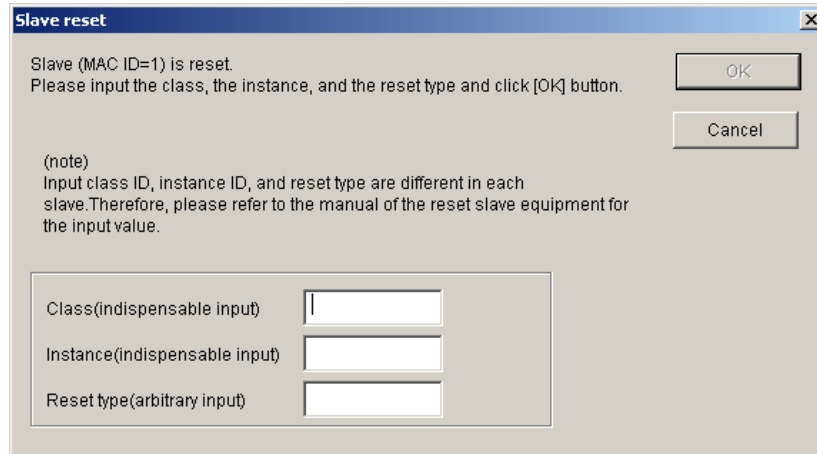 Slave reset
Slave (MAC ID=1) is reset.
Please input the class, the instance, and the reset type and click [OK] button.
OK
Cancel
(note)
Input class ID, instance ID, and reset type are different in each
slave.Therefore, please refer to the manual of the reset slave equipment for
the input value.
Class(indispensable input)
Instance(indispensable input)
Reset type(arbitrary input)